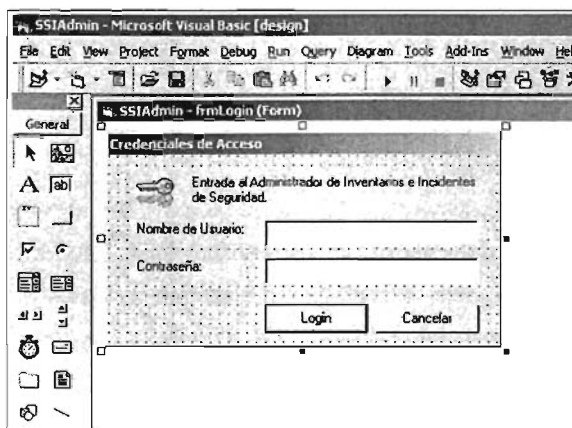 SSIAdmin - Microsoft Visual Basic [design]
File Edit View Project Format Debug Run Query Diagram Tools Add-Ins Window Hel
General
SSIAdmin - frmLogin (Form)
Credenciales de Acceso
Entrada al Administrador de Inventarios e Incidentes
de Seguridad.
Nombre de Usuario:
Contraseña:
Login Cancelar